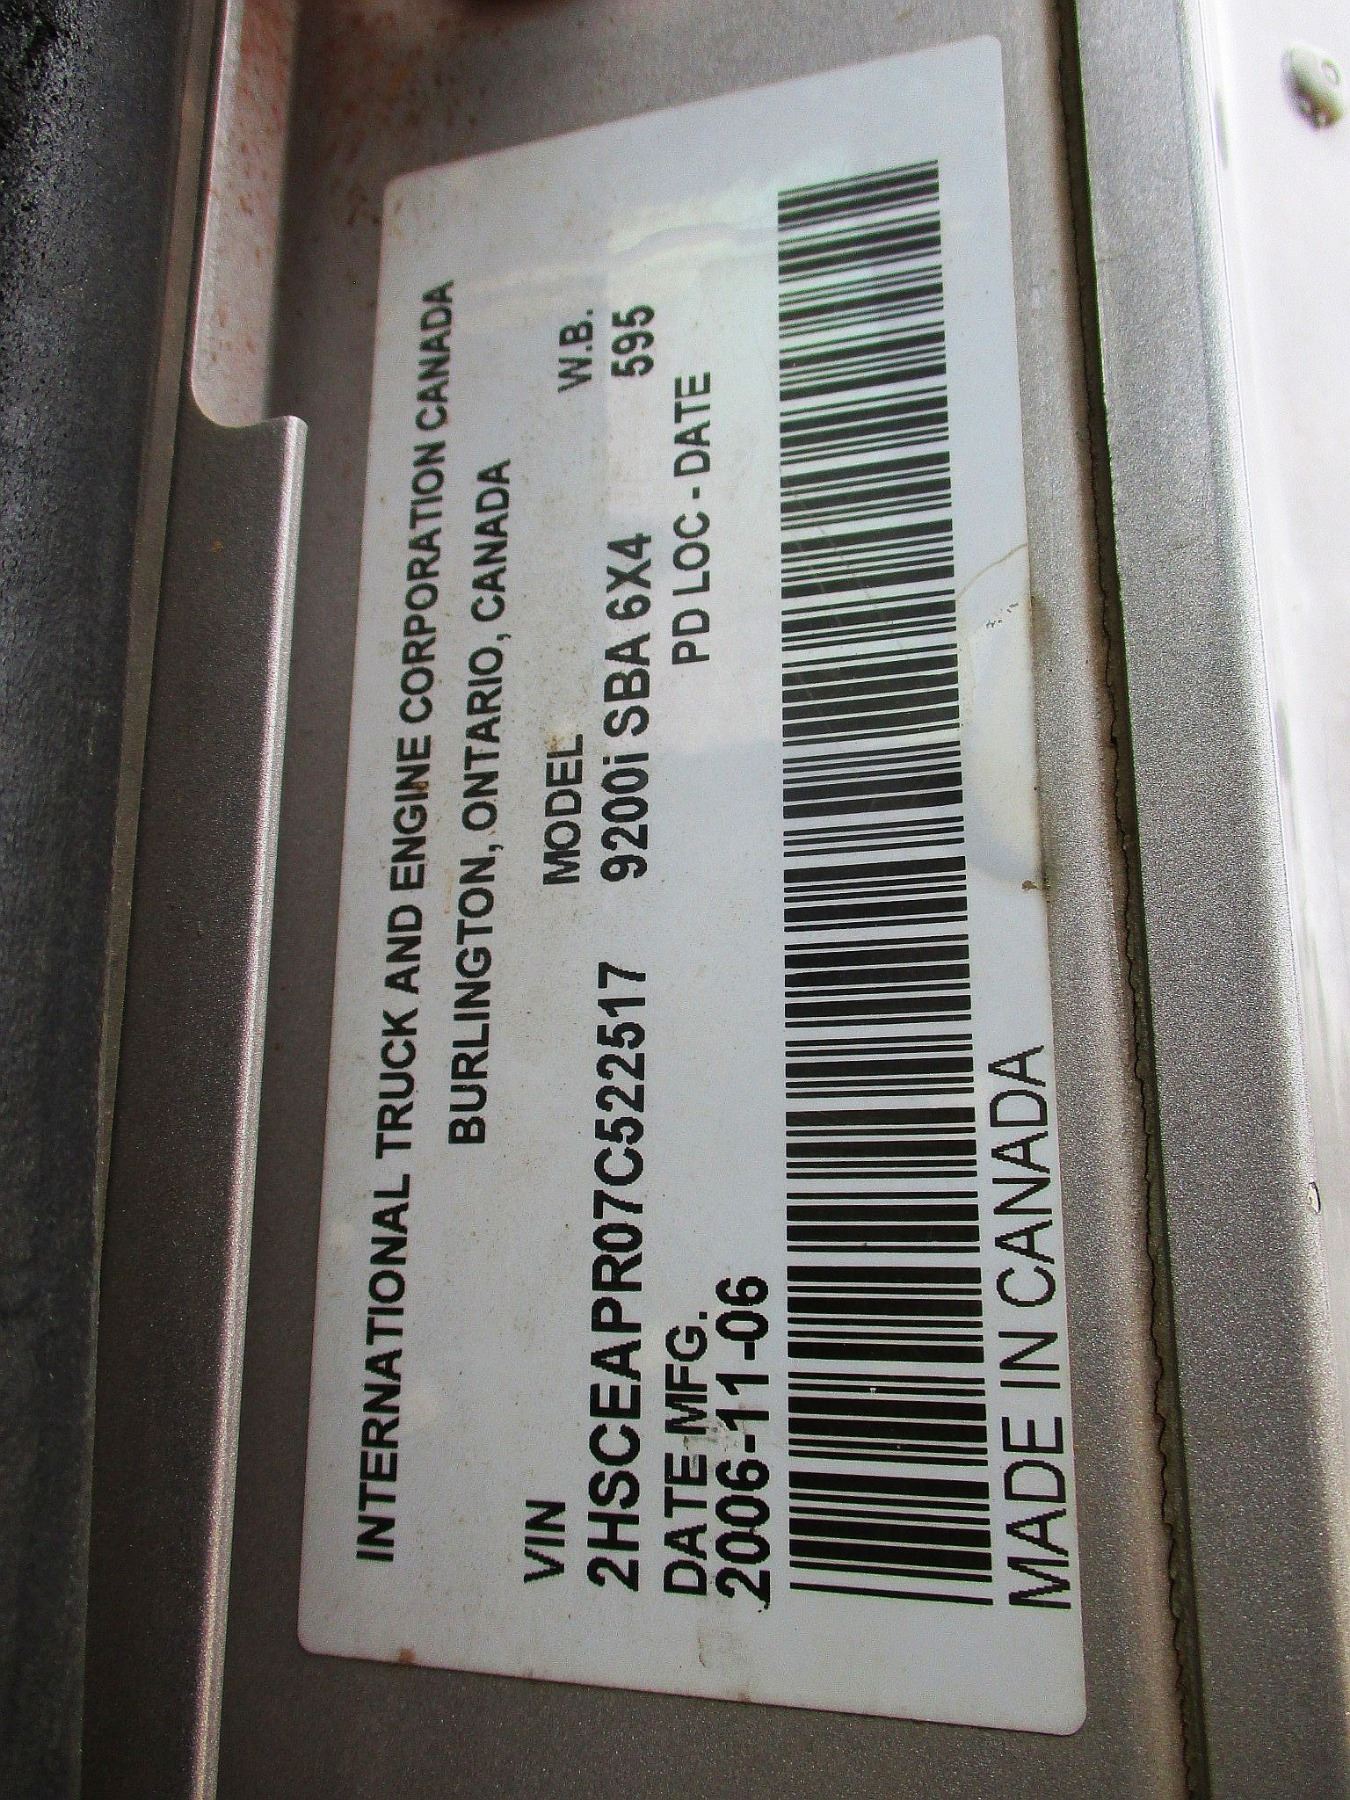 INTERNATIONAL TRUCK AND ENGINE CORPORATION CANADA
BURLINGTON, ONTARIO, CANADA
VIN MODEL W.B.
2HSCEAPR07C522517 9200i SBA 6X4 595
DATE MFG. PD LOC - DATE
2006-11-06
MADE IN CANADA